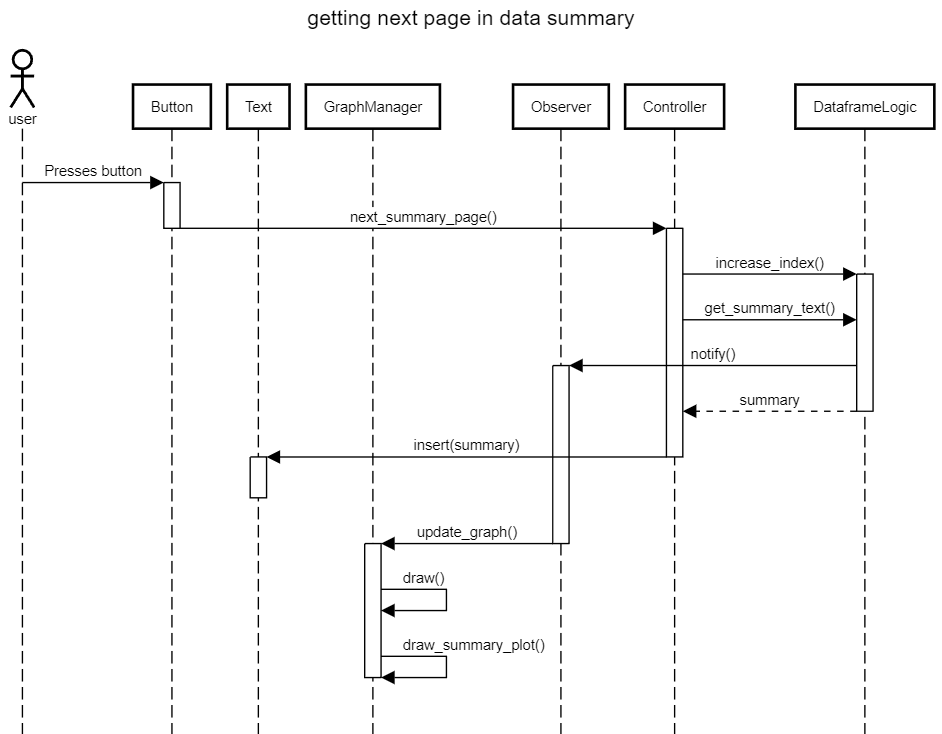 getting next page in data summary
user
Button
Text
GraphManager
Observer
Controller
DataframeLogic
Presses button
next_summary_page()
increase_index()
get_summary_text()
notify()
summary
insert(summary)
update_graph()
draw()
draw_summary_plot()